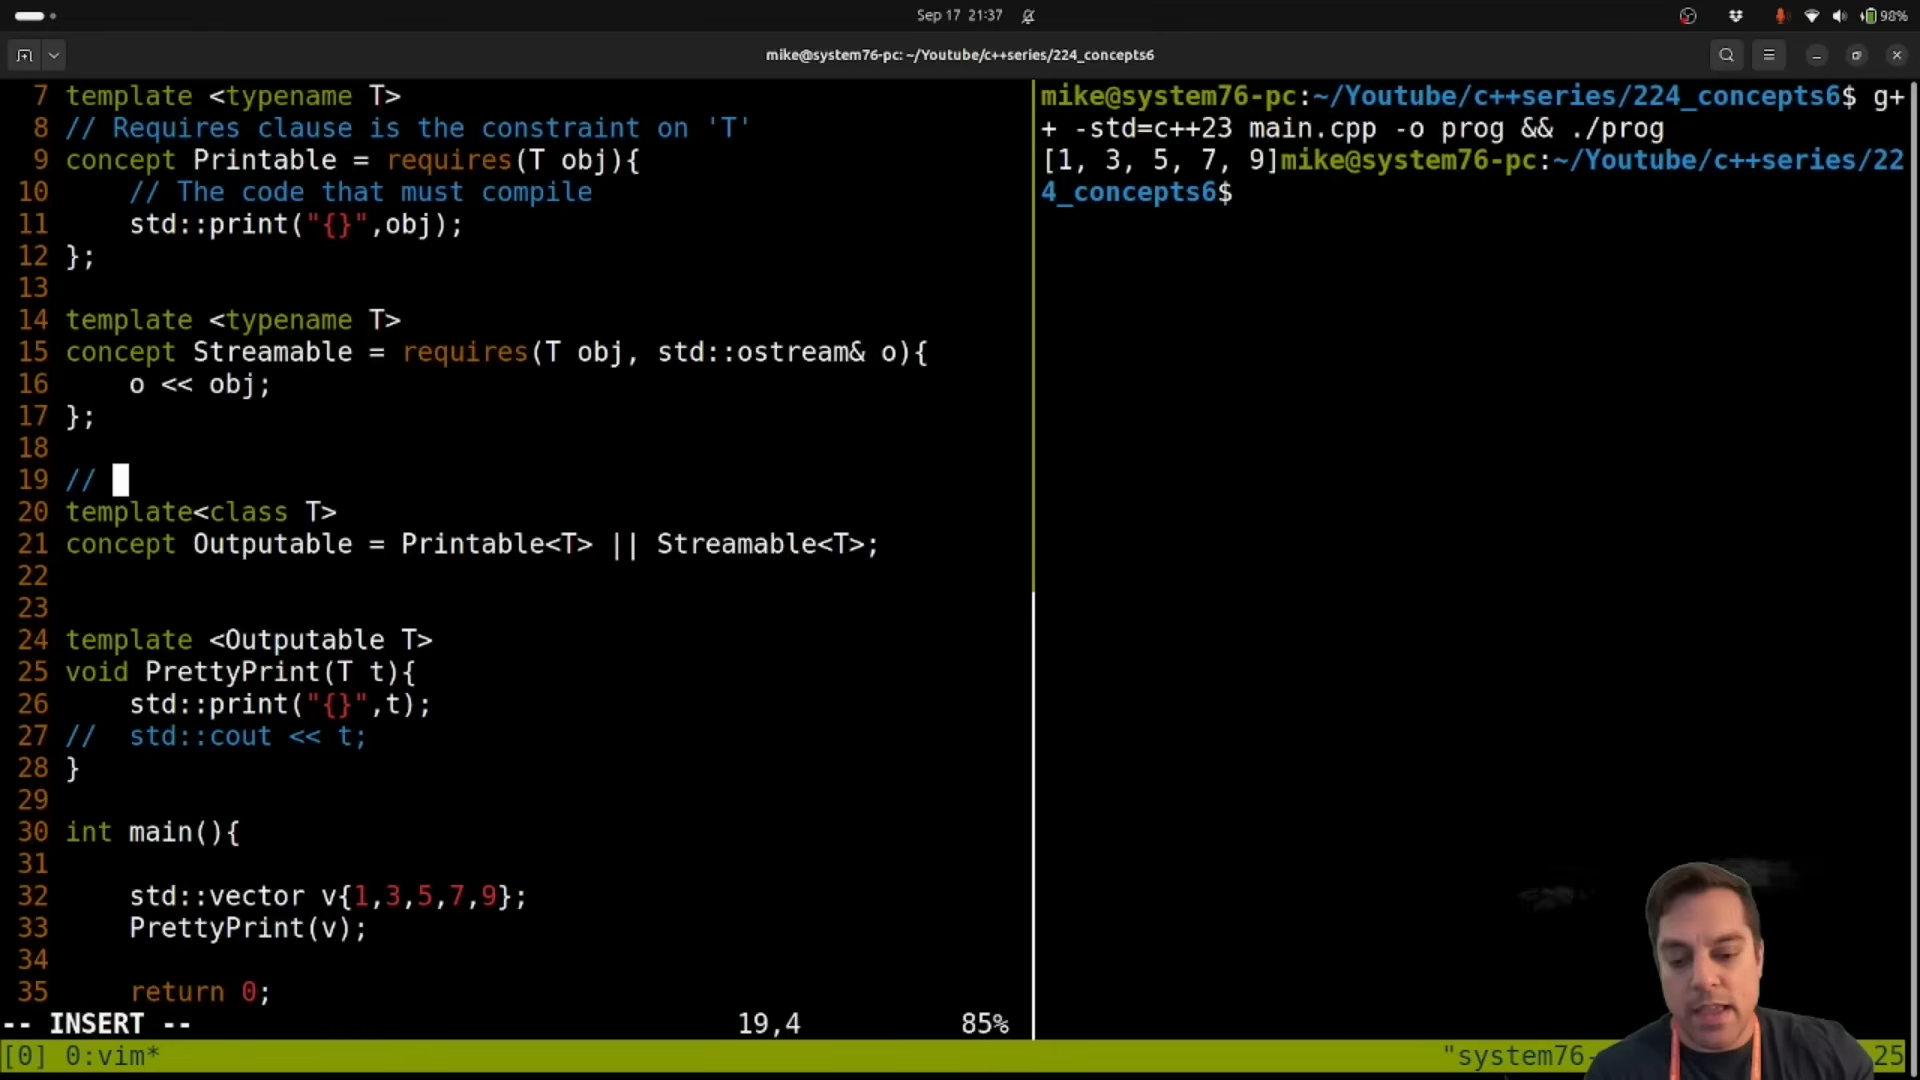 Sep 17 21:37
98%
mike@system76-pc: ~/Youtube/c++series/224_concepts6
7 template <typename T>
8 // Requires clause is the constraint on 'T'
9 concept Printable = requires(T obj){
10     // The code that must compile
11     std::print("{}",obj);
12 };
13
14 template <typename T>
15 concept Streamable = requires(T obj, std::ostream& o){
16     o << obj;
17 };
18
19 //
20 template<class T>
21 concept Outputable = Printable<T> || Streamable<T>;
22
23
24 template <Outputable T>
25 void PrettyPrint(T t){
26     std::print("{}",t);
27 //  std::cout << t;
28 }
29
30 int main(){
31
32     std::vector v{1,3,5,7,9};
33     PrettyPrint(v);
34
35     return 0;
-- INSERT -- 19,4 85%
mike@system76-pc:~/Youtube/c++series/224_concepts6$ g+
+ -std=c++23 main.cpp -o prog && ./prog
[1, 3, 5, 7, 9]mike@system76-pc:~/Youtube/c++series/22
4_concepts6$
[0] 0:vim* "system76- 25